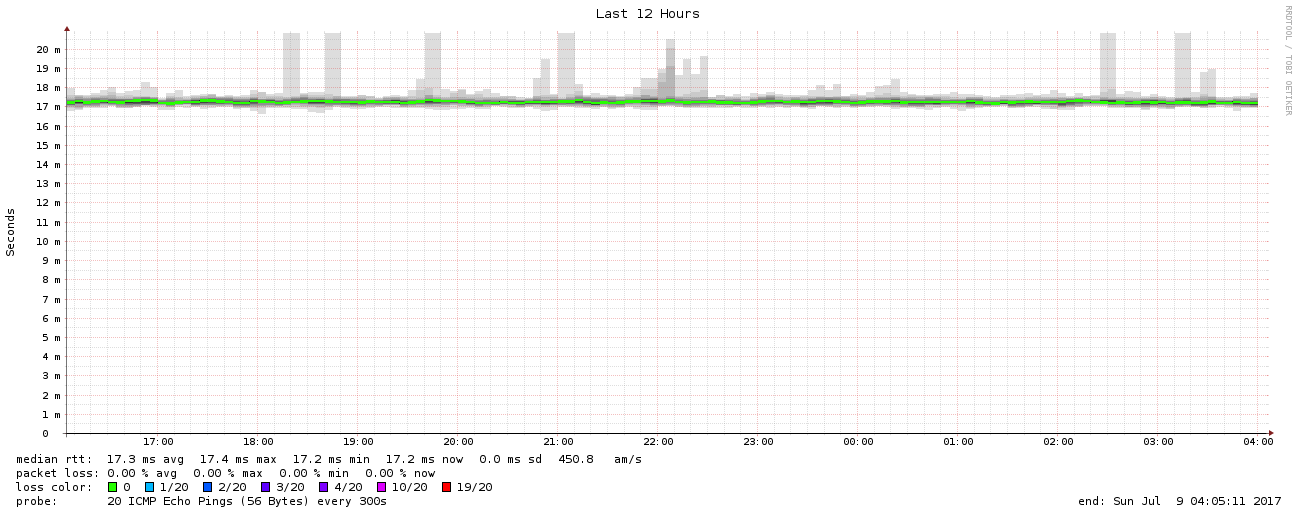 Last 12 Hours
RRDTOOL / TOBI OETIKER
Seconds
20 m
19 m
18 m
17 m
16 m
15 m
14 m
13 m
12 m
11 m
10 m
9 m
8 m
7 m
6 m
5 m
4 m
3 m
2 m
1 m
0
17:00 18:00 19:00 20:00 21:00 22:00 23:00 00:00 01:00 02:00 03:00 04:00
median rtt: 17.3 ms avg 17.4 ms max 17.2 ms min 17.2 ms now 0.0 ms sd 450.8 am/s
packet loss: 0.00 % avg 0.00 % max 0.00 % min 0.00 % now
loss color: 0 1/20 2/20 3/20 4/20 10/20 19/20
probe: 20 ICMP Echo Pings (56 Bytes) every 300s end: Sun Jul 9 04:05:11 2017